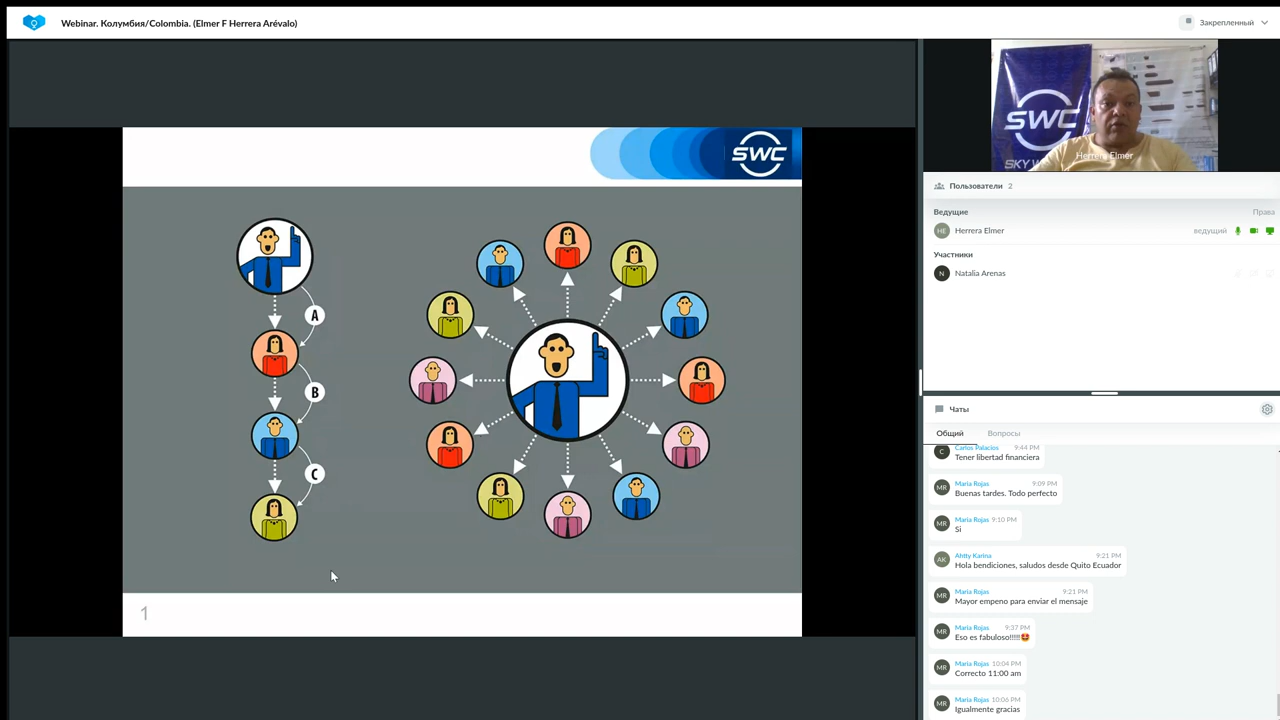 Webinar. Колумбия/Colombia. (Elmer F Herrera Arévalo)
Закрепленный
SWC
A
B
C
1
SWC
SKY W
Herrera Elmer
Пользователи 2
Ведущие Права
HE Herrera Elmer ведущий
Участники
N Natalia Arenas
Чаты
Общий Вопросы
C Carlos Palacios 9:44 PM
Tener libertad financiera
MR Maria Rojas 9:09 PM
Buenas tardes. Todo perfecto
MR Maria Rojas 9:10 PM
Si
AK Ahtty Karina 9:21 PM
Hola bendiciones, saludos desde Quito Ecuador
MR Maria Rojas 9:21 PM
Mayor empeno para enviar el mensaje
MR Maria Rojas 9:37 PM
Eso es fabuloso!!!!!🤩
MR Maria Rojas 10:04 PM
Correcto 11:00 am
MR Maria Rojas 10:06 PM
Igualmente gracias